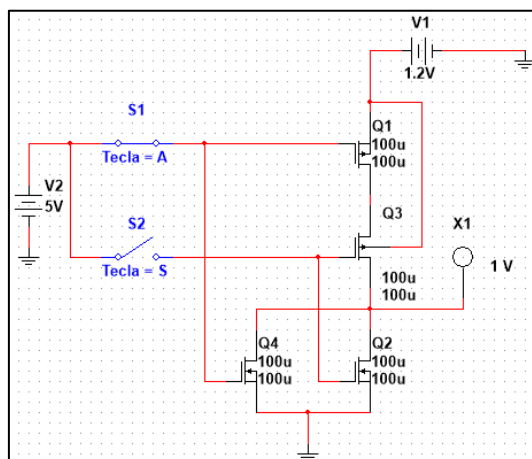 V1
1.2V
S1
Q1
100u
100u
Tecla = A
V2
5V
Q3
X1
S2
1 V
Tecla = S
100u
100u
Q4
100u
100u
Q2
100u
100u